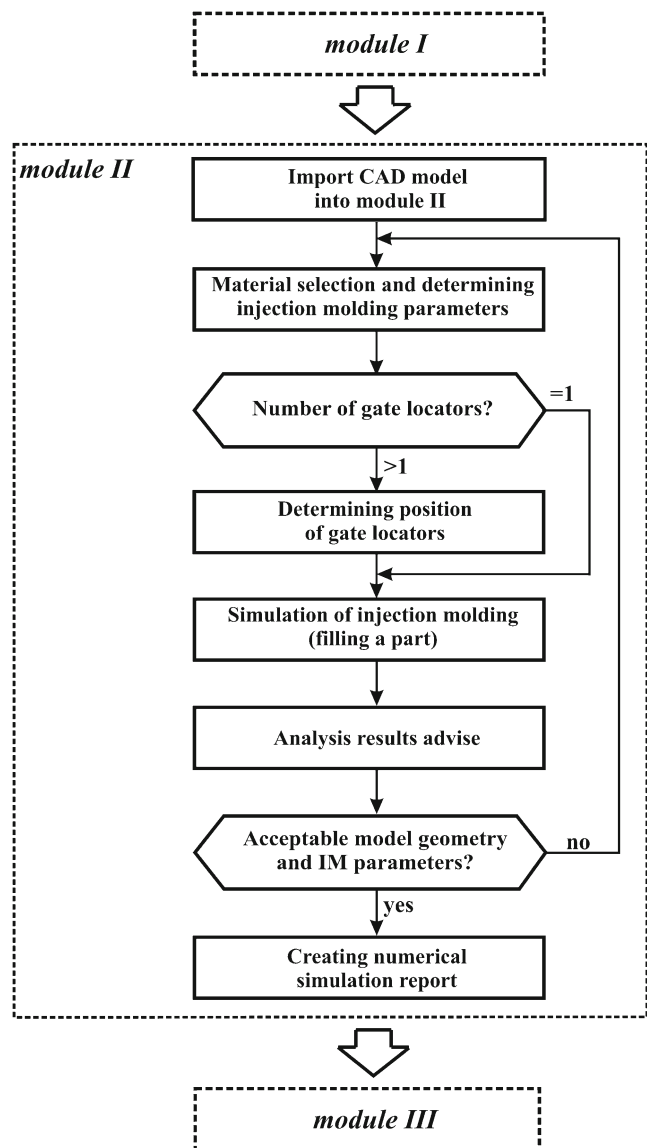 module I
module II
Import CAD model
into module II
Material selection and determining
injection molding parameters
Number of gate locators?
=1
>1
Determining position
of gate locators
Simulation of injection molding
(filling a part)
Analysis results advise
Acceptable model geometry
and IM parameters?
no
yes
Creating numerical
simulation report
module III